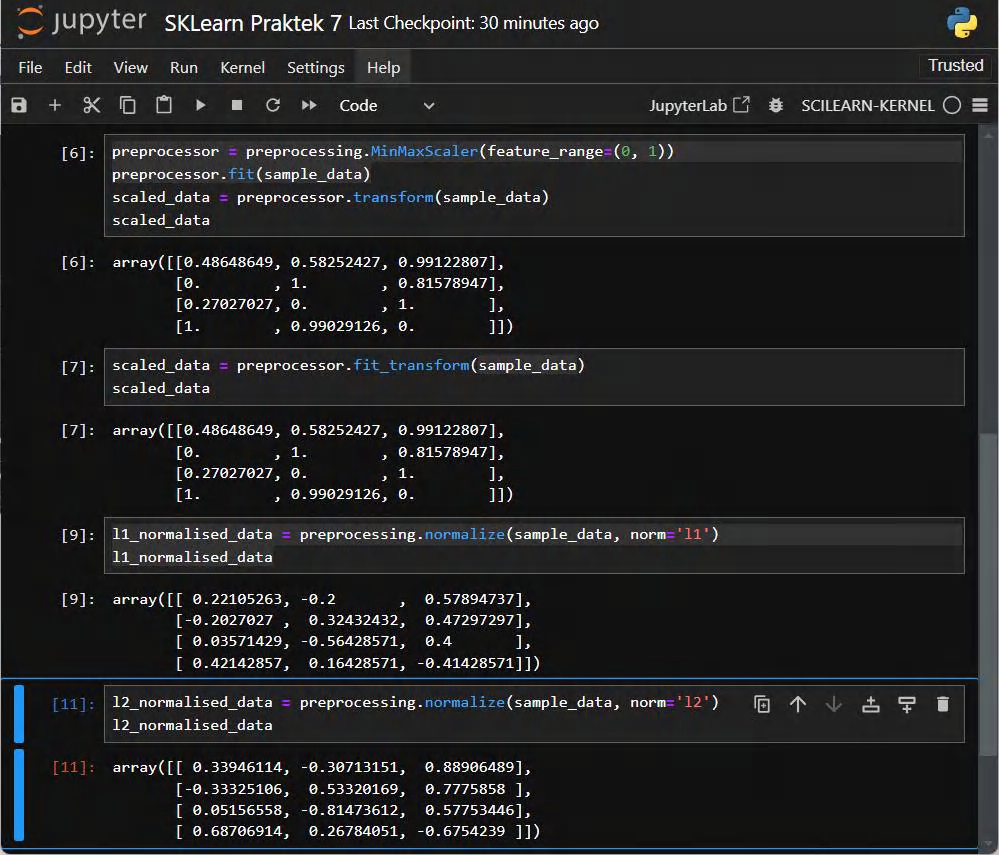 jupyter SKLearn Praktek 7 Last Checkpoint: 30 minutes ago
File Edit View Run Kernel Settings Help Trusted
Code JupyterLab SCILEARN-KERNEL
[6]: preprocessor = preprocessing.MinMaxScaler(feature_range=(0, 1))
preprocessor.fit(sample_data)
scaled_data = preprocessor.transform(sample_data)
scaled_data
[6]: array([[0.48648649, 0.58252427, 0.99122807],
[0.        , 1.        , 0.81578947],
[0.27027027, 0.        , 1.        ],
[1.        , 0.99029126, 0.        ]])
[7]: scaled_data = preprocessor.fit_transform(sample_data)
scaled_data
[7]: array([[0.48648649, 0.58252427, 0.99122807],
[0.        , 1.        , 0.81578947],
[0.27027027, 0.        , 1.        ],
[1.        , 0.99029126, 0.        ]])
[9]: l1_normalised_data = preprocessing.normalize(sample_data, norm='l1')
l1_normalised_data
[9]: array([[ 0.22105263, -0.2       ,  0.57894737],
[-0.2027027 ,  0.32432432,  0.47297297],
[ 0.03571429, -0.56428571,  0.4       ],
[ 0.42142857,  0.16428571, -0.41428571]])
[11]: l2_normalised_data = preprocessing.normalize(sample_data, norm='l2')
l2_normalised_data
[11]: array([[ 0.33946114, -0.30713151,  0.88906489],
[-0.33325106,  0.53320169,  0.7775858 ],
[ 0.05156558, -0.81473612,  0.57753446],
[ 0.68706914,  0.26784051, -0.6754239 ]])